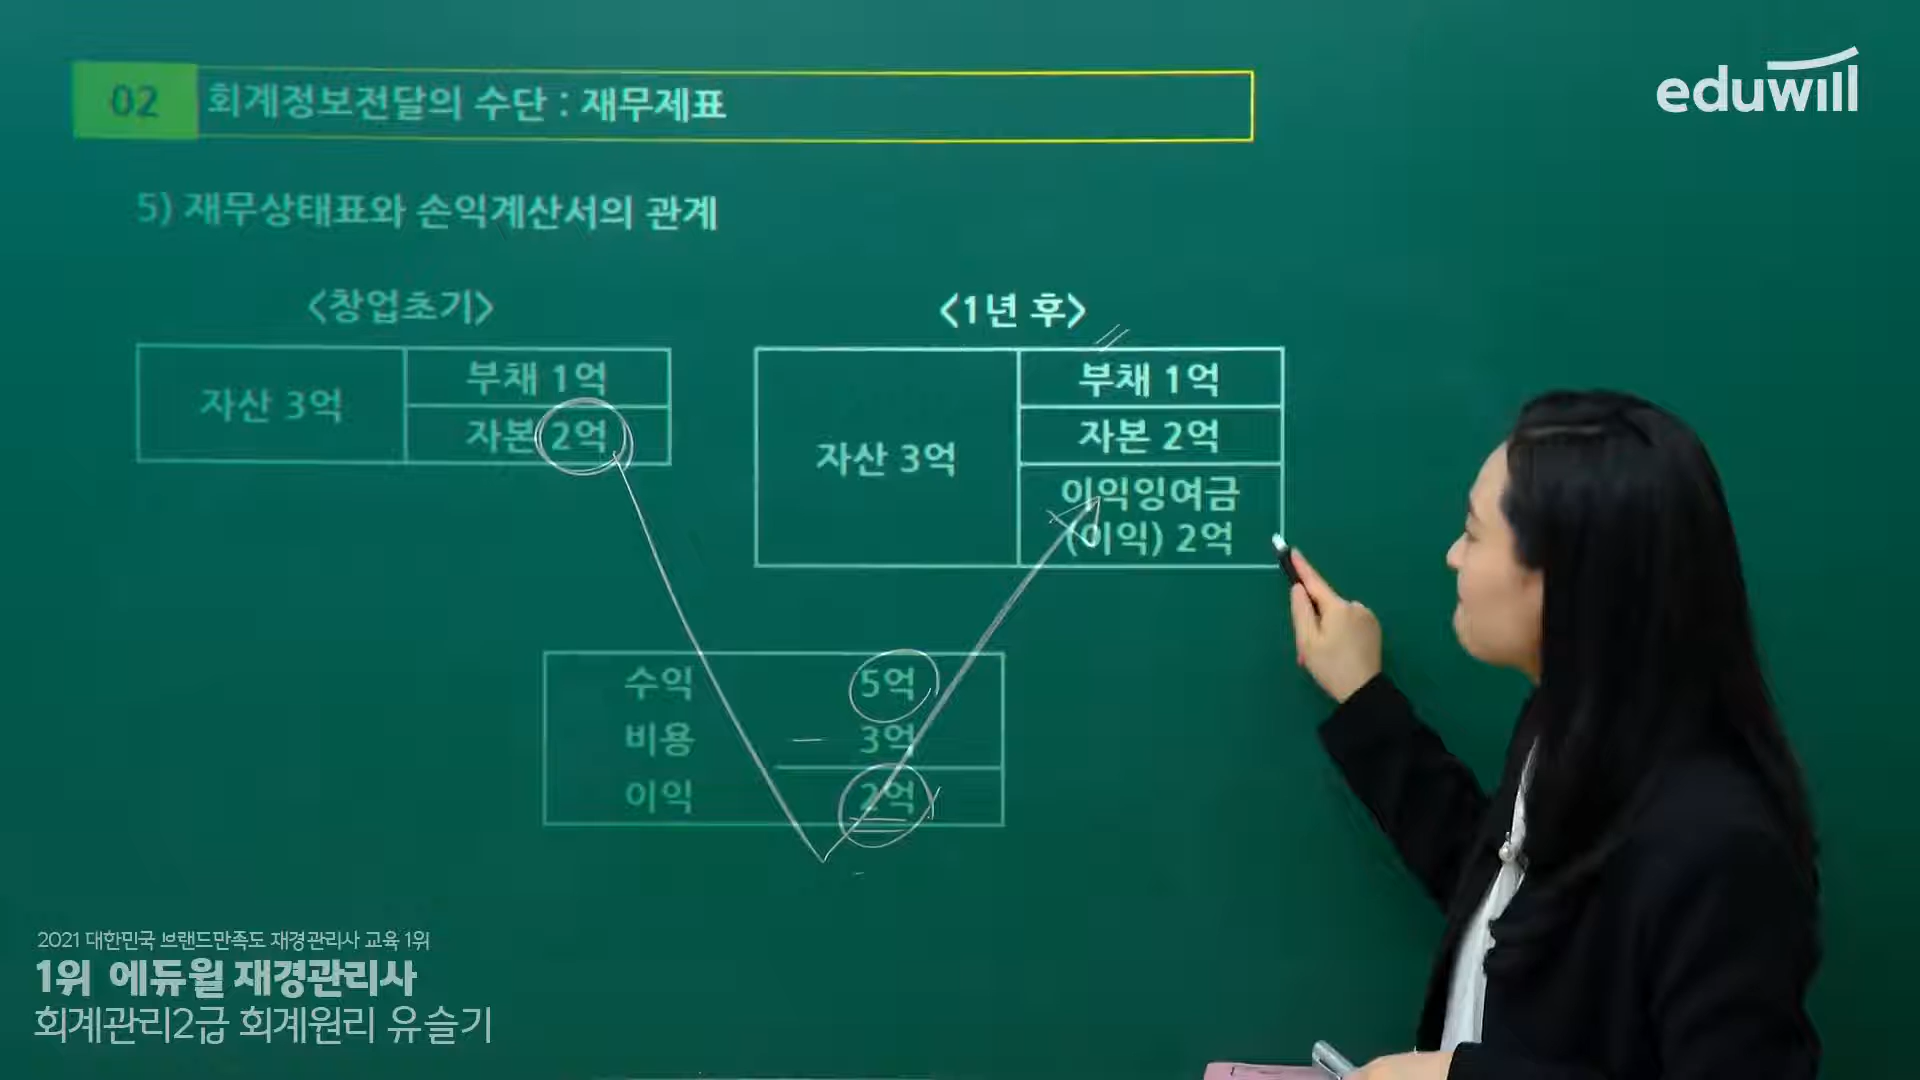 02 회계정보전달의 수단 : 재무제표
eduwill
5) 재무상태표와 손익계산서의 관계
<창업초기>
자산 3억
부채 1억
자본 2억
<1년 후>
자산 3억
부채 1억
자본 2억
이익잉여금
(이익) 2억
수익 5억
비용 3억
이익 2억
2021 대한민국 브랜드만족도 재경관리사 교육 1위
1위 에듀윌 재경관리사
회계관리2급 회계원리 유슬기